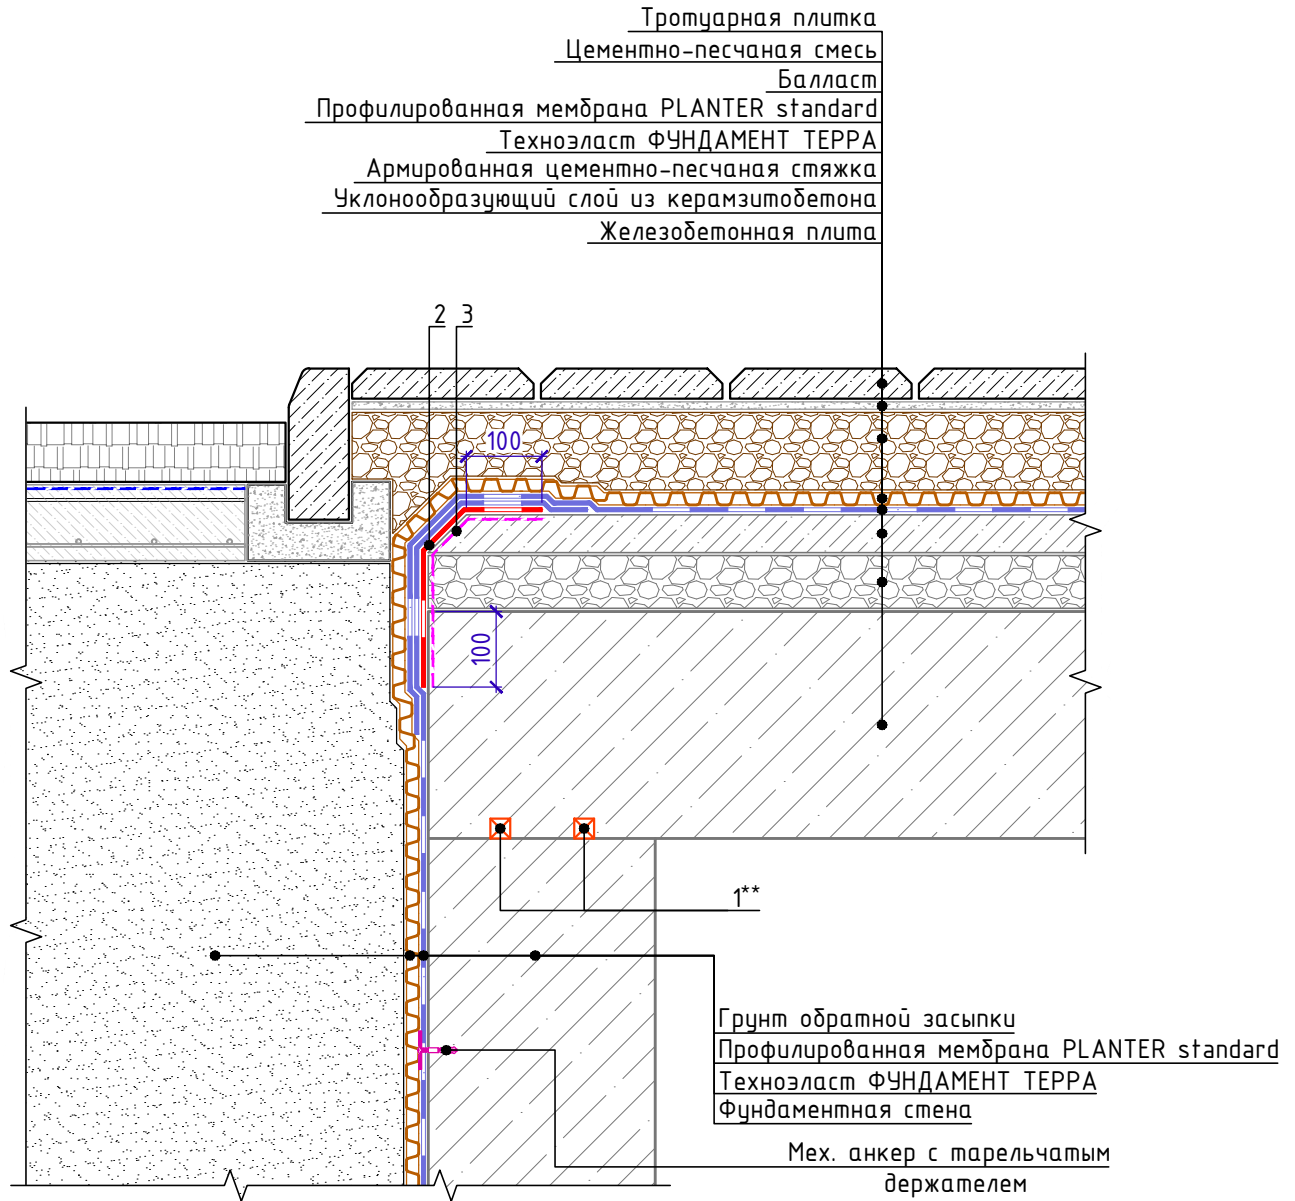 Тротуарная плитка
Цементно-песчаная смесь
Балласт
Профилированная мембрана PLANTER standard
Техноэласт ФУНДАМЕНТ ТЕРРА
Армированная цементно-песчаная стяжка
Уклонообразующий слой из керамзитобетона
Железобетонная плита
2 3
100
100
1**
Грунт обратной засыпки
Профилированная мембрана PLANTER standard
Техноэласт ФУНДАМЕНТ ТЕРРА
Фундаментная стена
Мех. анкер с тарельчатым
держателем